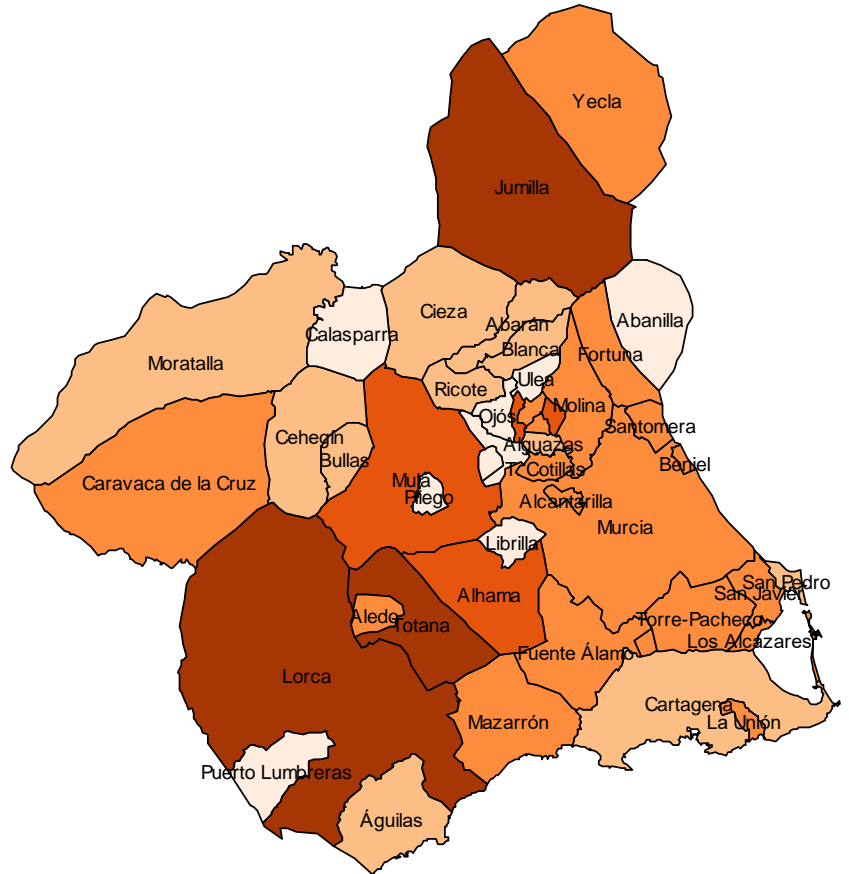 Yecla
Jumilla
Cieza
Abarán
Abanilla
Calasparra
Blanca
Fortuna
Moratalla
Ulea
Ricote
Molina
Ojós
Santomera
Cehegín
Alguazas
Bullas
Beniel
T. Cotillas
Caravaca de la Cruz
Mula
Pliego
Alcantarilla
Murcia
Librilla
San Pedro
San Javier
Alhama
Aledo
Totana
Torre-Pacheco
Los Alcázares
Fuente Álamo
Lorca
Cartagena
Mazarrón
La Unión
Puerto Lumbreras
Águilas